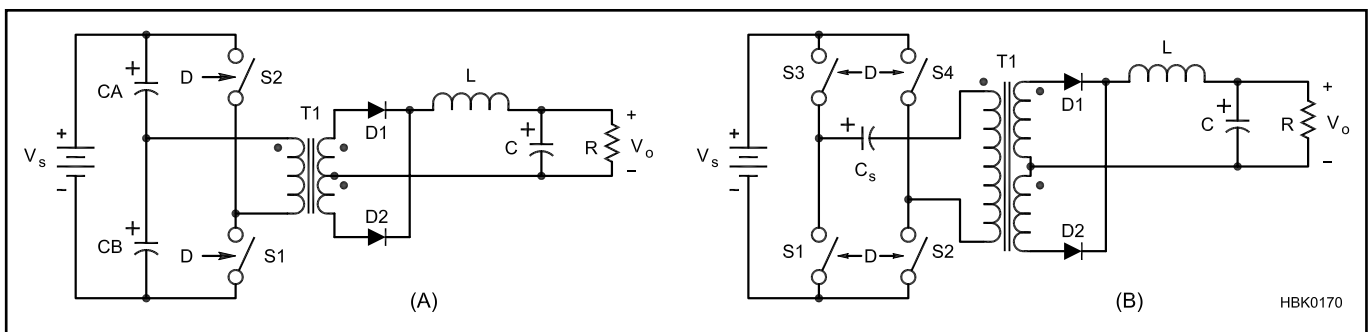 CA
D
S2
+
+
Vs
−
+
CB
D
S1
T1
D1
D2
L
+
C
R
+
Vo
−
(A)
S3
D
S4
+
Vs
−
+
Cs
S1
D
S2
T1
D1
D2
L
+
C
R
+
Vo
−
(B)
HBK0170